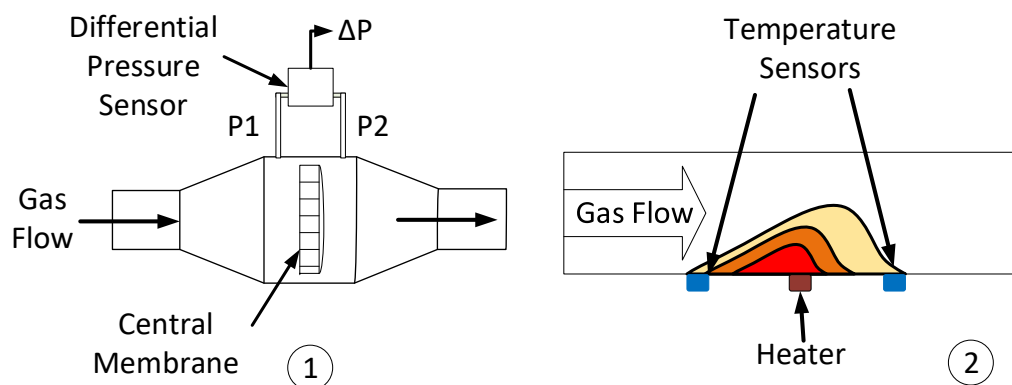 Differential
Pressure
Sensor
ΔP
P1
P2
Gas
Flow
Central
Membrane
1
Temperature
Sensors
Gas Flow
Heater
2